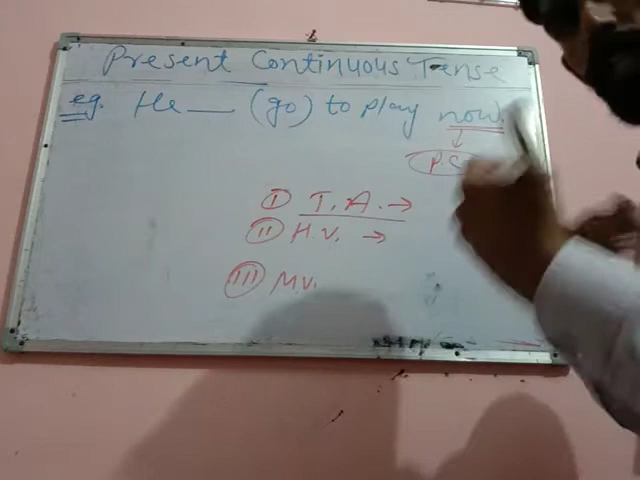 Present Continuous Tense
eg. He ___ (go) to play now.
↓
P.C
(I) T. A. →
(II) H.V. →
(III) M.V.